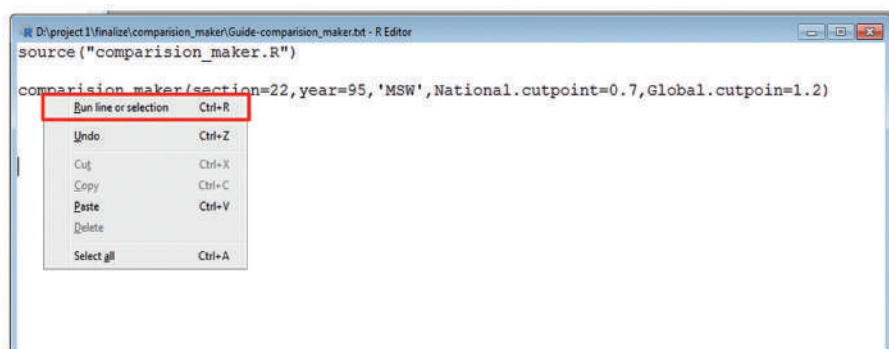 D:\project 1\finalize\comparision_maker\Guide-comparision_maker.txt - R Editor
source("comparision_maker.R")
comparision_maker(section=22,year=95,'MSW',National.cutpoint=0.7,Global.cutpoin=1.2)
Run line or selection Ctrl+R
Undo Ctrl+Z
Cut Ctrl+X
Copy Ctrl+C
Paste Ctrl+V
Delete
Select all Ctrl+A